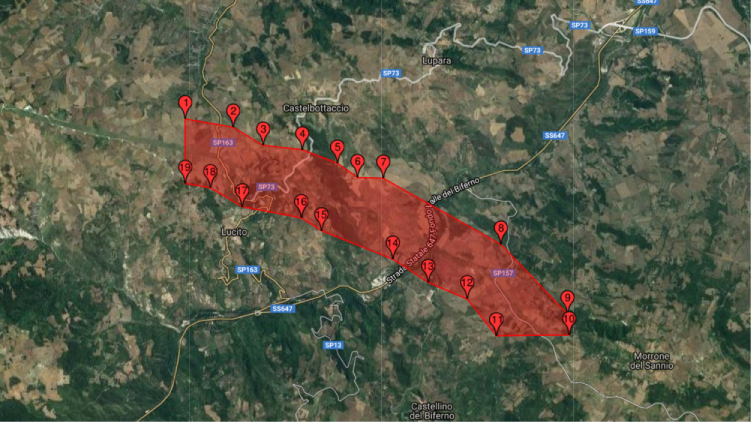 SS647
SP73
SP159
SP73
Lupara
SP73
1
Castelbottaccio
2
3
SS647
4
SP163
5
6
7
19
18
SP73
17
Valle del Biferno
16
15
Lucito
8
14
Strada Statale 647 Fondo
13
SP163
SP157
12
9
SS647
11
10
SP13
Morrone
del Sannio
Castellino
del Biferno